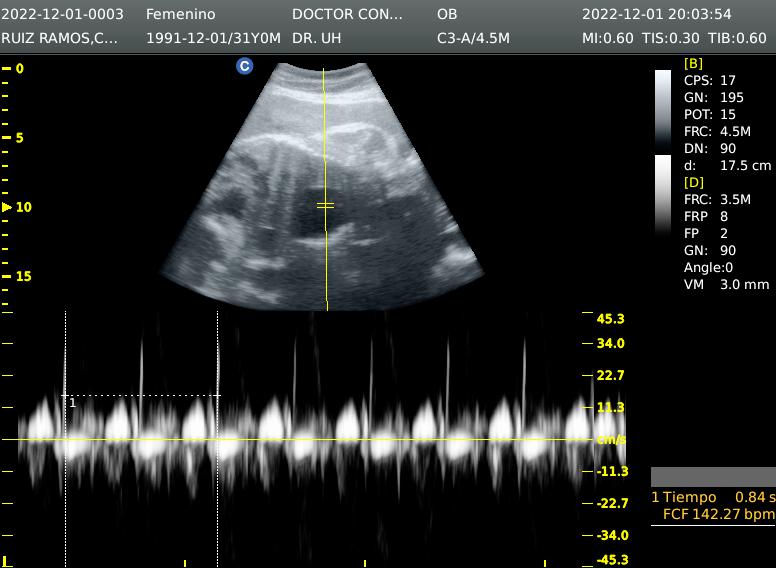 2022-12-01-0003 Femenino DOCTOR CON... OB 2022-12-01 20:03:54
RUIZ RAMOS,C... 1991-12-01/31Y0M DR. UH C3-A/4.5M MI:0.60 TIS:0.30 TIB:0.60
C
0
5
10
15
[B]
CPS: 17
GN: 195
POT: 15
FRC: 4.5M
DN: 90
d: 17.5 cm
[D]
FRC: 3.5M
FRP 8
FP 2
GN: 90
Angle:0
VM 3.0 mm
45.3
34.0
22.7
11.3
cm/s
-11.3
-22.7
-34.0
-45.3
1
1 Tiempo 0.84 s
FCF 142.27 bpm